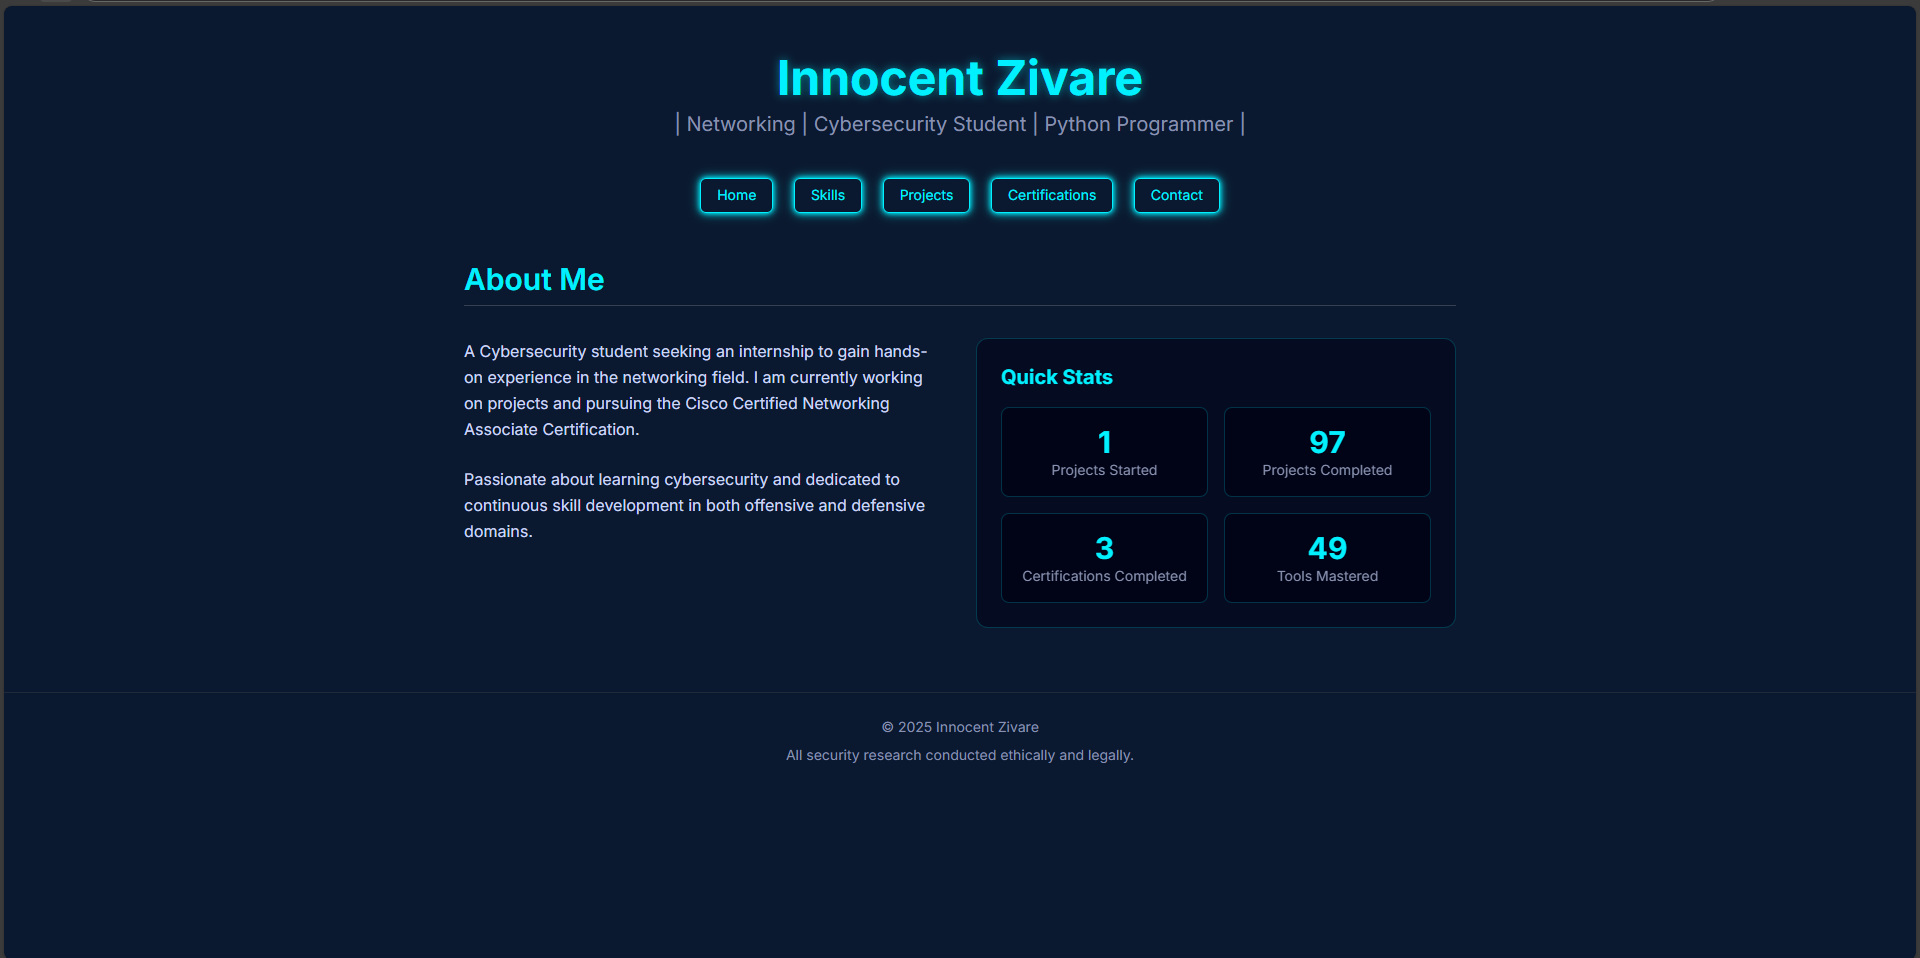 Innocent Zivare
| Networking | Cybersecurity Student | Python Programmer |
Home
Skills
Projects
Certifications
Contact
About Me
A Cybersecurity student seeking an internship to gain hands-
on experience in the networking field. I am currently working
on projects and pursuing the Cisco Certified Networking
Associate Certification.
Passionate about learning cybersecurity and dedicated to
continuous skill development in both offensive and defensive
domains.
Quick Stats
1
Projects Started
97
Projects Completed
3
Certifications Completed
49
Tools Mastered
© 2025 Innocent Zivare
All security research conducted ethically and legally.